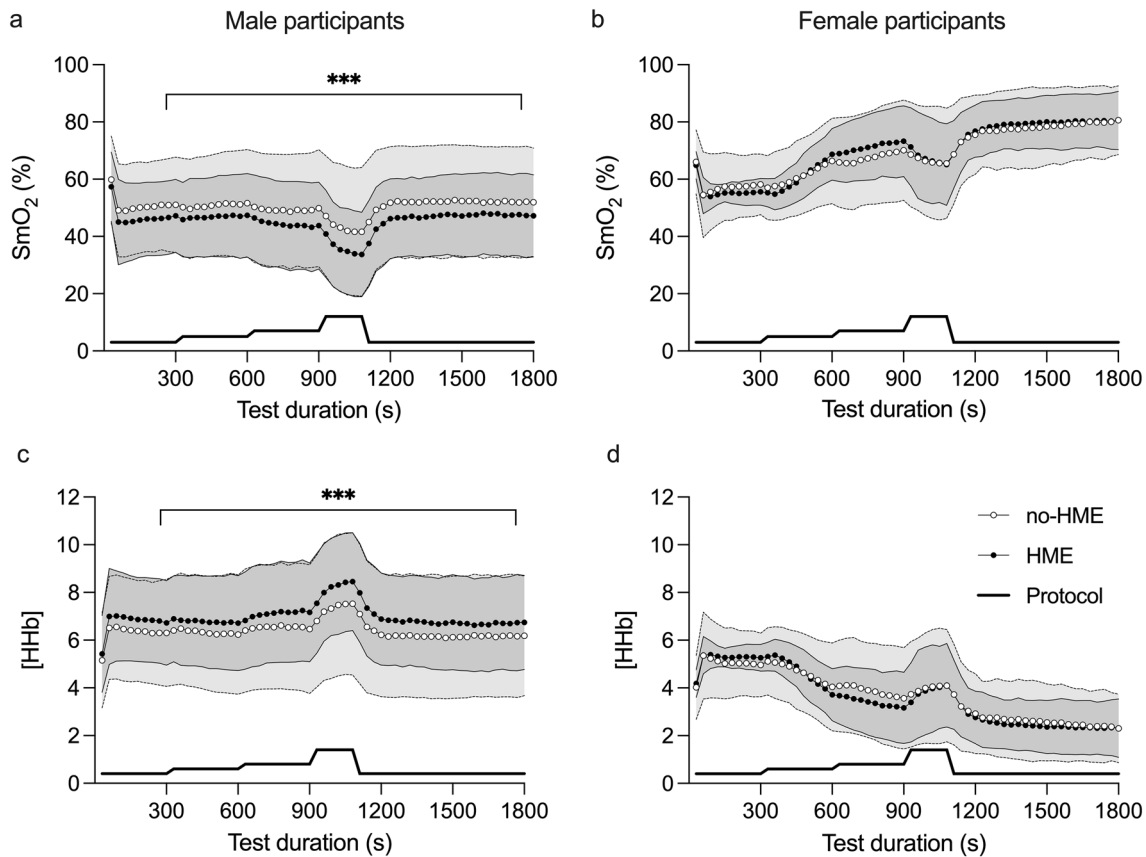 a Male participants
b Female participants
100
80
60
40
20
0
SmO₂ (%)
***
300 600 900 1200 1500 1800
Test duration (s)
100
80
60
40
20
0
SmO₂ (%)
300 600 900 1200 1500 1800
Test duration (s)
c
12
10
8
6
4
2
0
[HHb]
***
300 600 900 1200 1500 1800
Test duration (s)
d
12
10
8
6
4
2
0
[HHb]
no-HME
HME
Protocol
300 600 900 1200 1500 1800
Test duration (s)